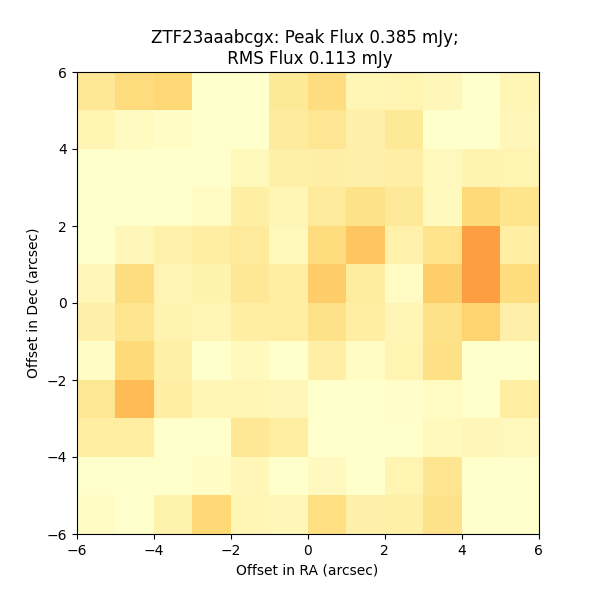 ZTF23aaabcgx: Peak Flux 0.385 mJy;
RMS Flux 0.113 mJy
6
4
2
0
−2
−4
−6
Offset in Dec (arcsec)
−6 −4 −2 0 2 4 6
Offset in RA (arcsec)